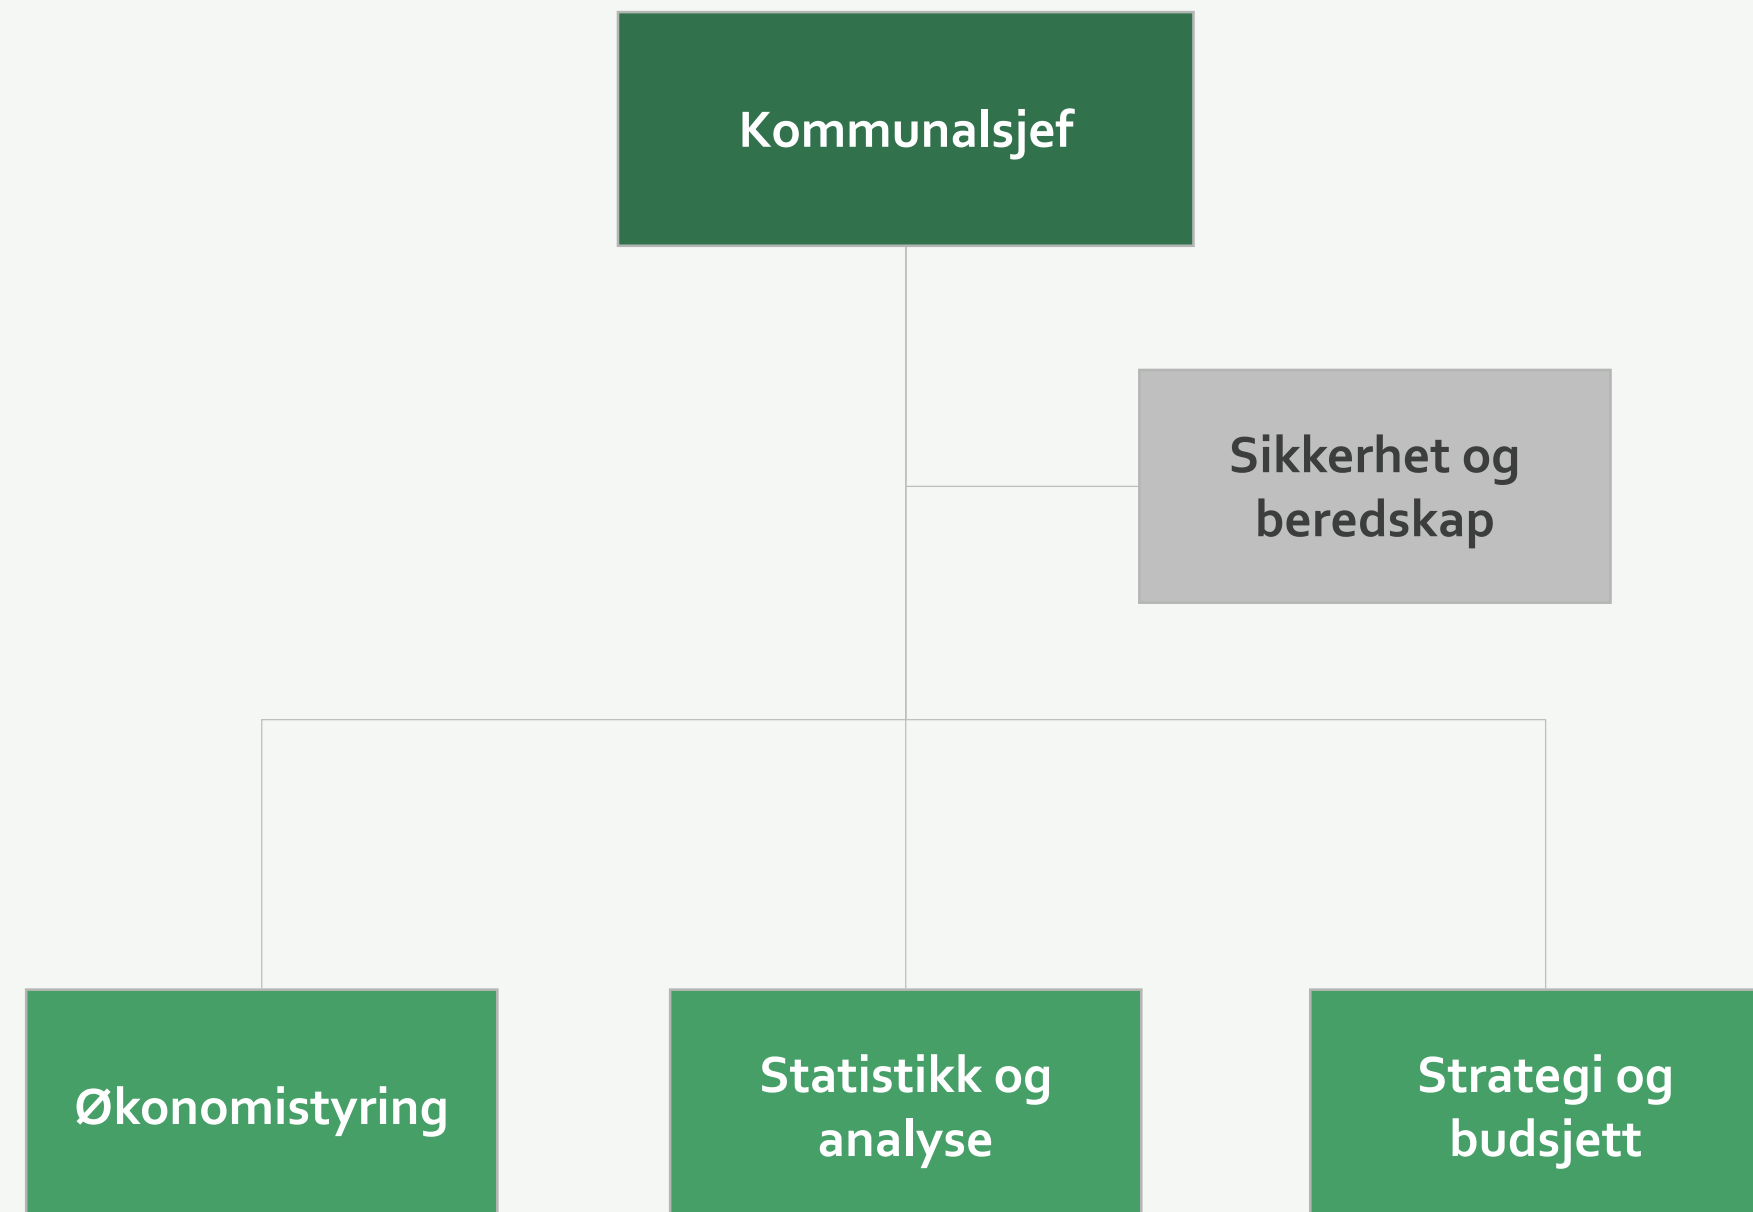 Kommunalsjef
Sikkerhet og
beredskap
Økonomistyring
Statistikk og
analyse
Strategi og
budsjett